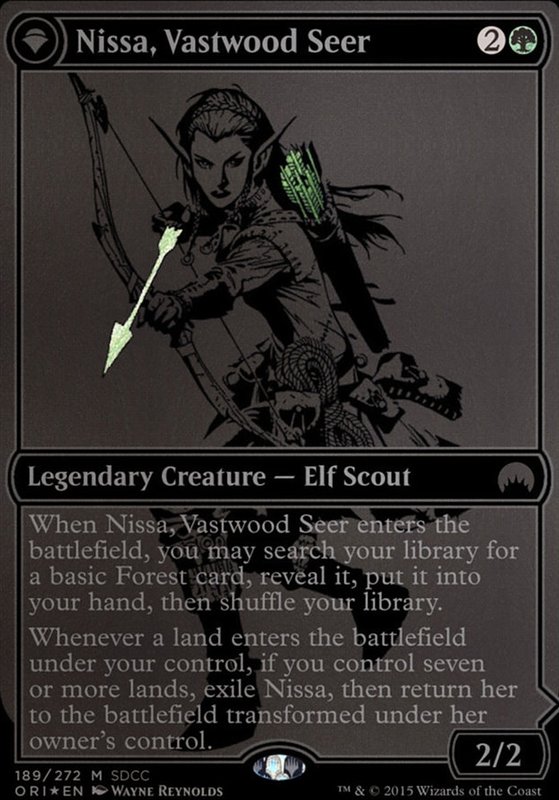 Nissa, Vastwood Seer 2
Legendary Creature — Elf Scout
When Nissa, Vastwood Seer enters the
battlefield, you may search your library for
a basic Forest card, reveal it, put it into
your hand, then shuffle your library.
Whenever a land enters the battlefield
under your control, if you control seven
or more lands, exile Nissa, then return her
to the battlefield transformed under her
owner's control.
2/2
189/272 M SDCC
ORI★EN Wayne Reynolds
™ & © 2015 Wizards of the Coast